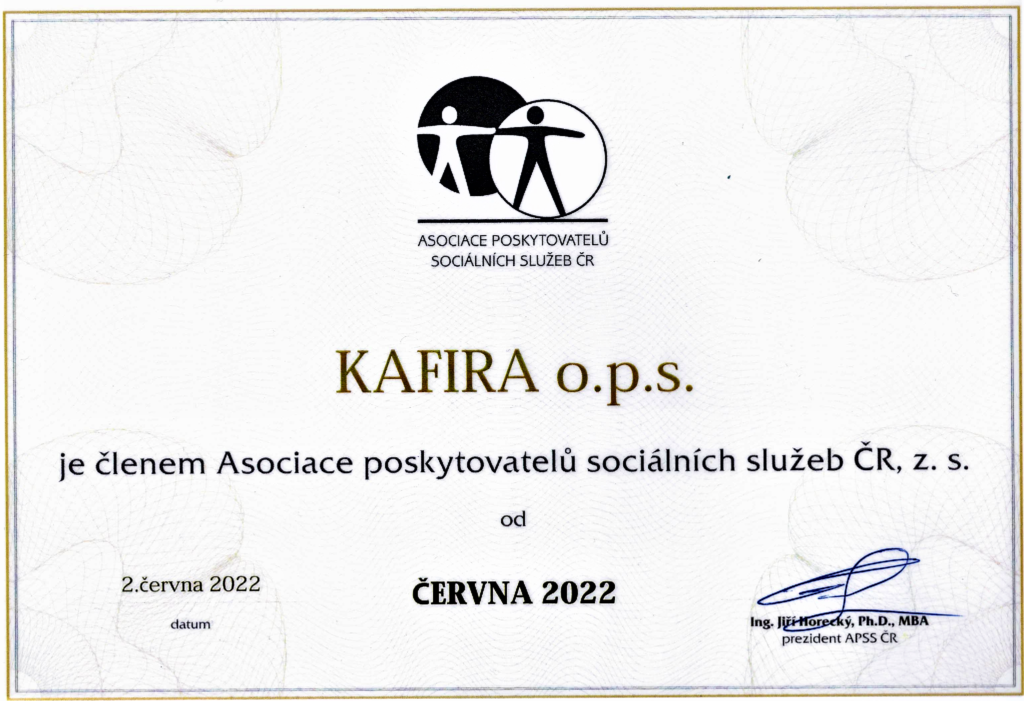 ASOCIACE POSKYTOVATELŮ
SOCIÁLNÍCH SLUŽEB ČR
KAFIRA o.p.s.
je členem Asociace poskytovatelů sociálních služeb ČR, z. s.
od
2.června 2022
ČERVNA 2022
datum
Ing. Jiří Horecký, Ph.D., MBA
prezident APSS ČR